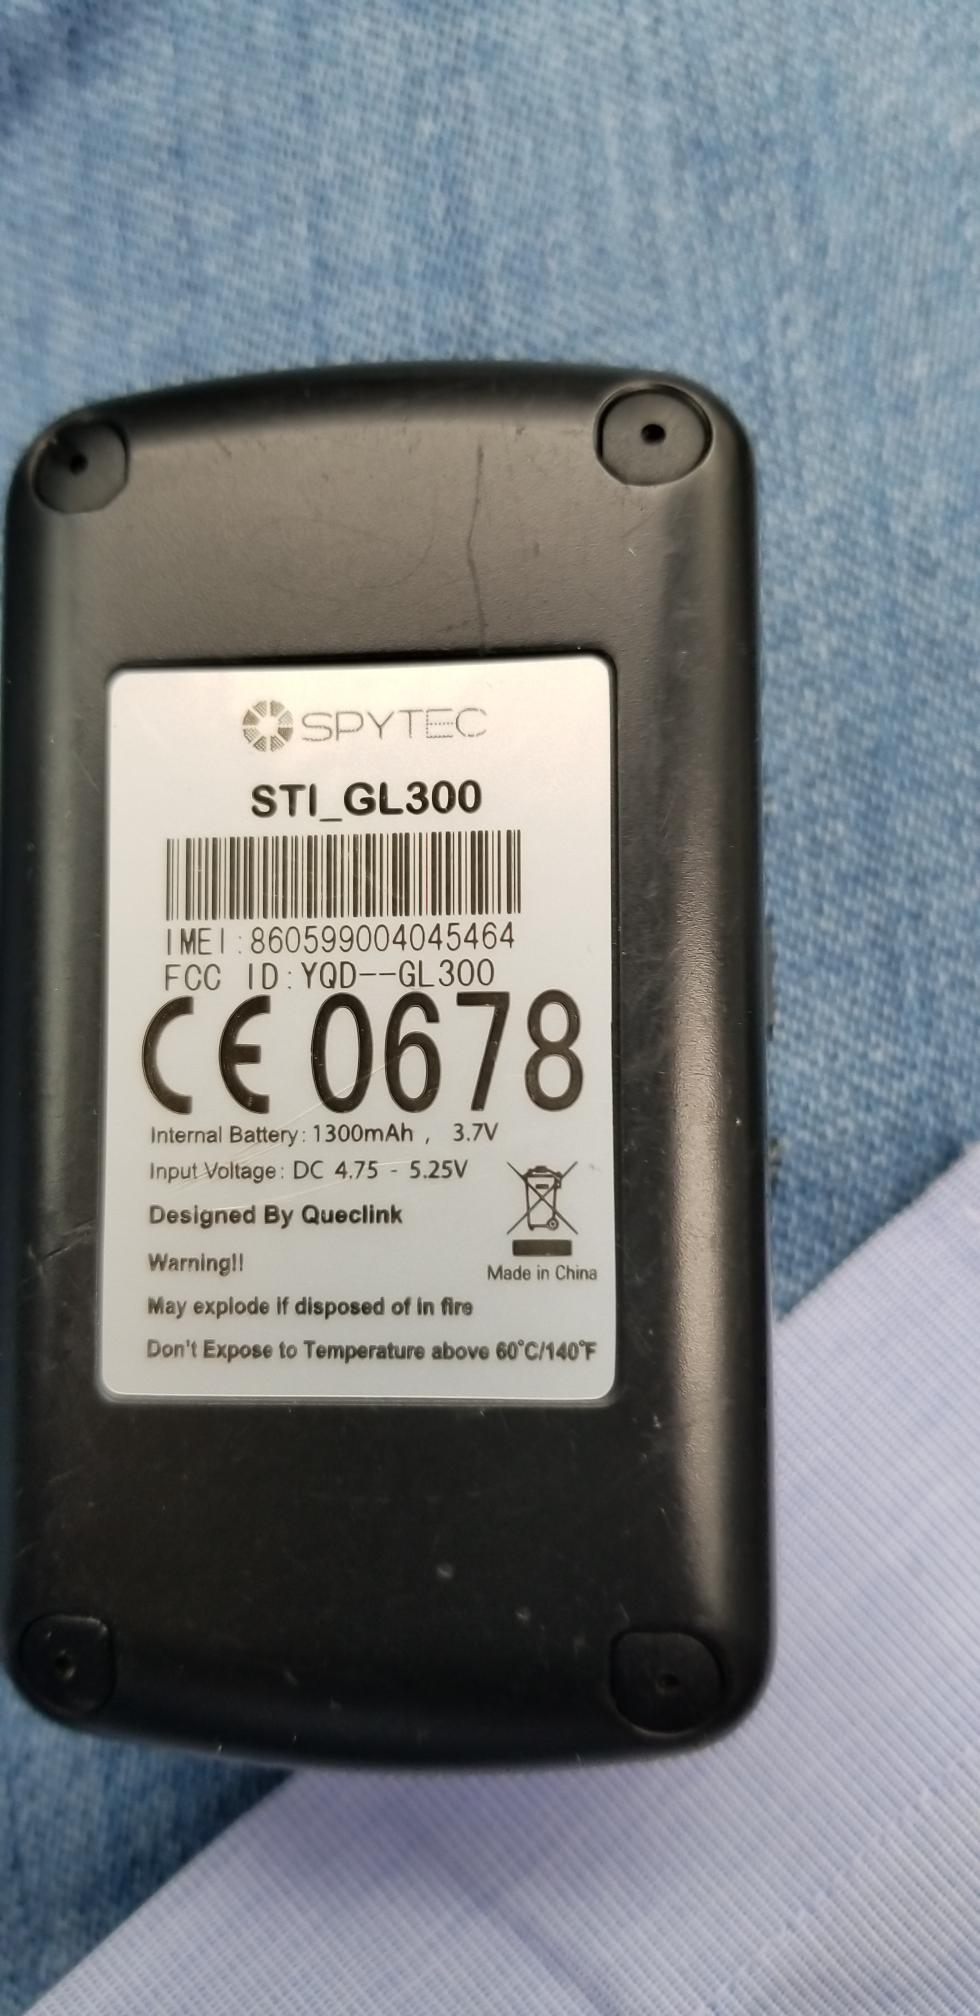 SPYTEC
STI_GL300
IMEI:860599004045464
FCC ID:YQD--GL300
CE 0678
Internal Battery: 1300mAh , 3.7V
Input Voltage: DC 4.75 - 5.25V
Designed By Queclink
Warning!!
Made in China
May explode if disposed of in fire
Don't Expose to Temperature above 60°C/140°F